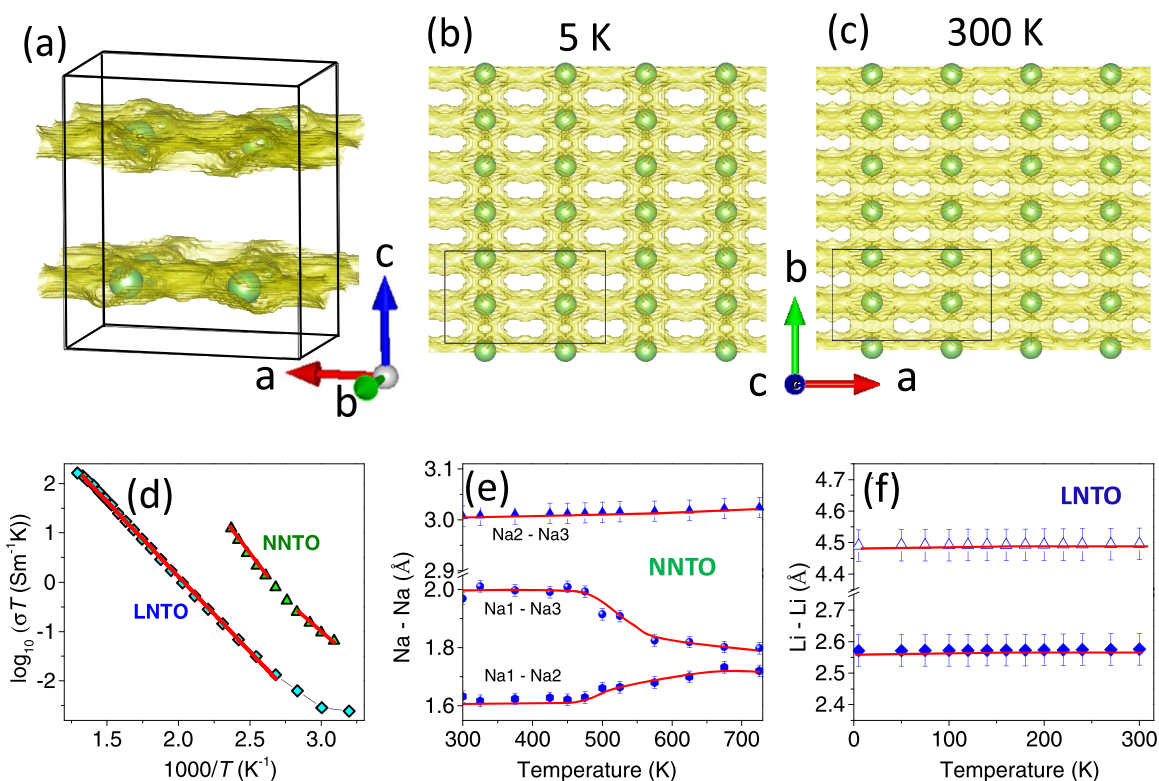 (a)
c
a
b
(b)
5 K
(c)
300 K
b
c
a
(d)
NNTO
LNTO
2
1
0
-1
-2
log10 (σT (Sm⁻¹K))
1.5 2.0 2.5 3.0
1000/T (K⁻¹)
(e)
3.1
3.0
2.9
2.0
1.8
1.6
Na - Na (Å)
Na2 - Na3
NNTO
Na1 - Na3
Na1 - Na2
300 400 500 600 700
Temperature (K)
(f)
LNTO
4.7
4.6
4.5
4.4
2.7
2.6
2.5
2.4
Li - Li (Å)
0 100 200 300
Temperature (K)